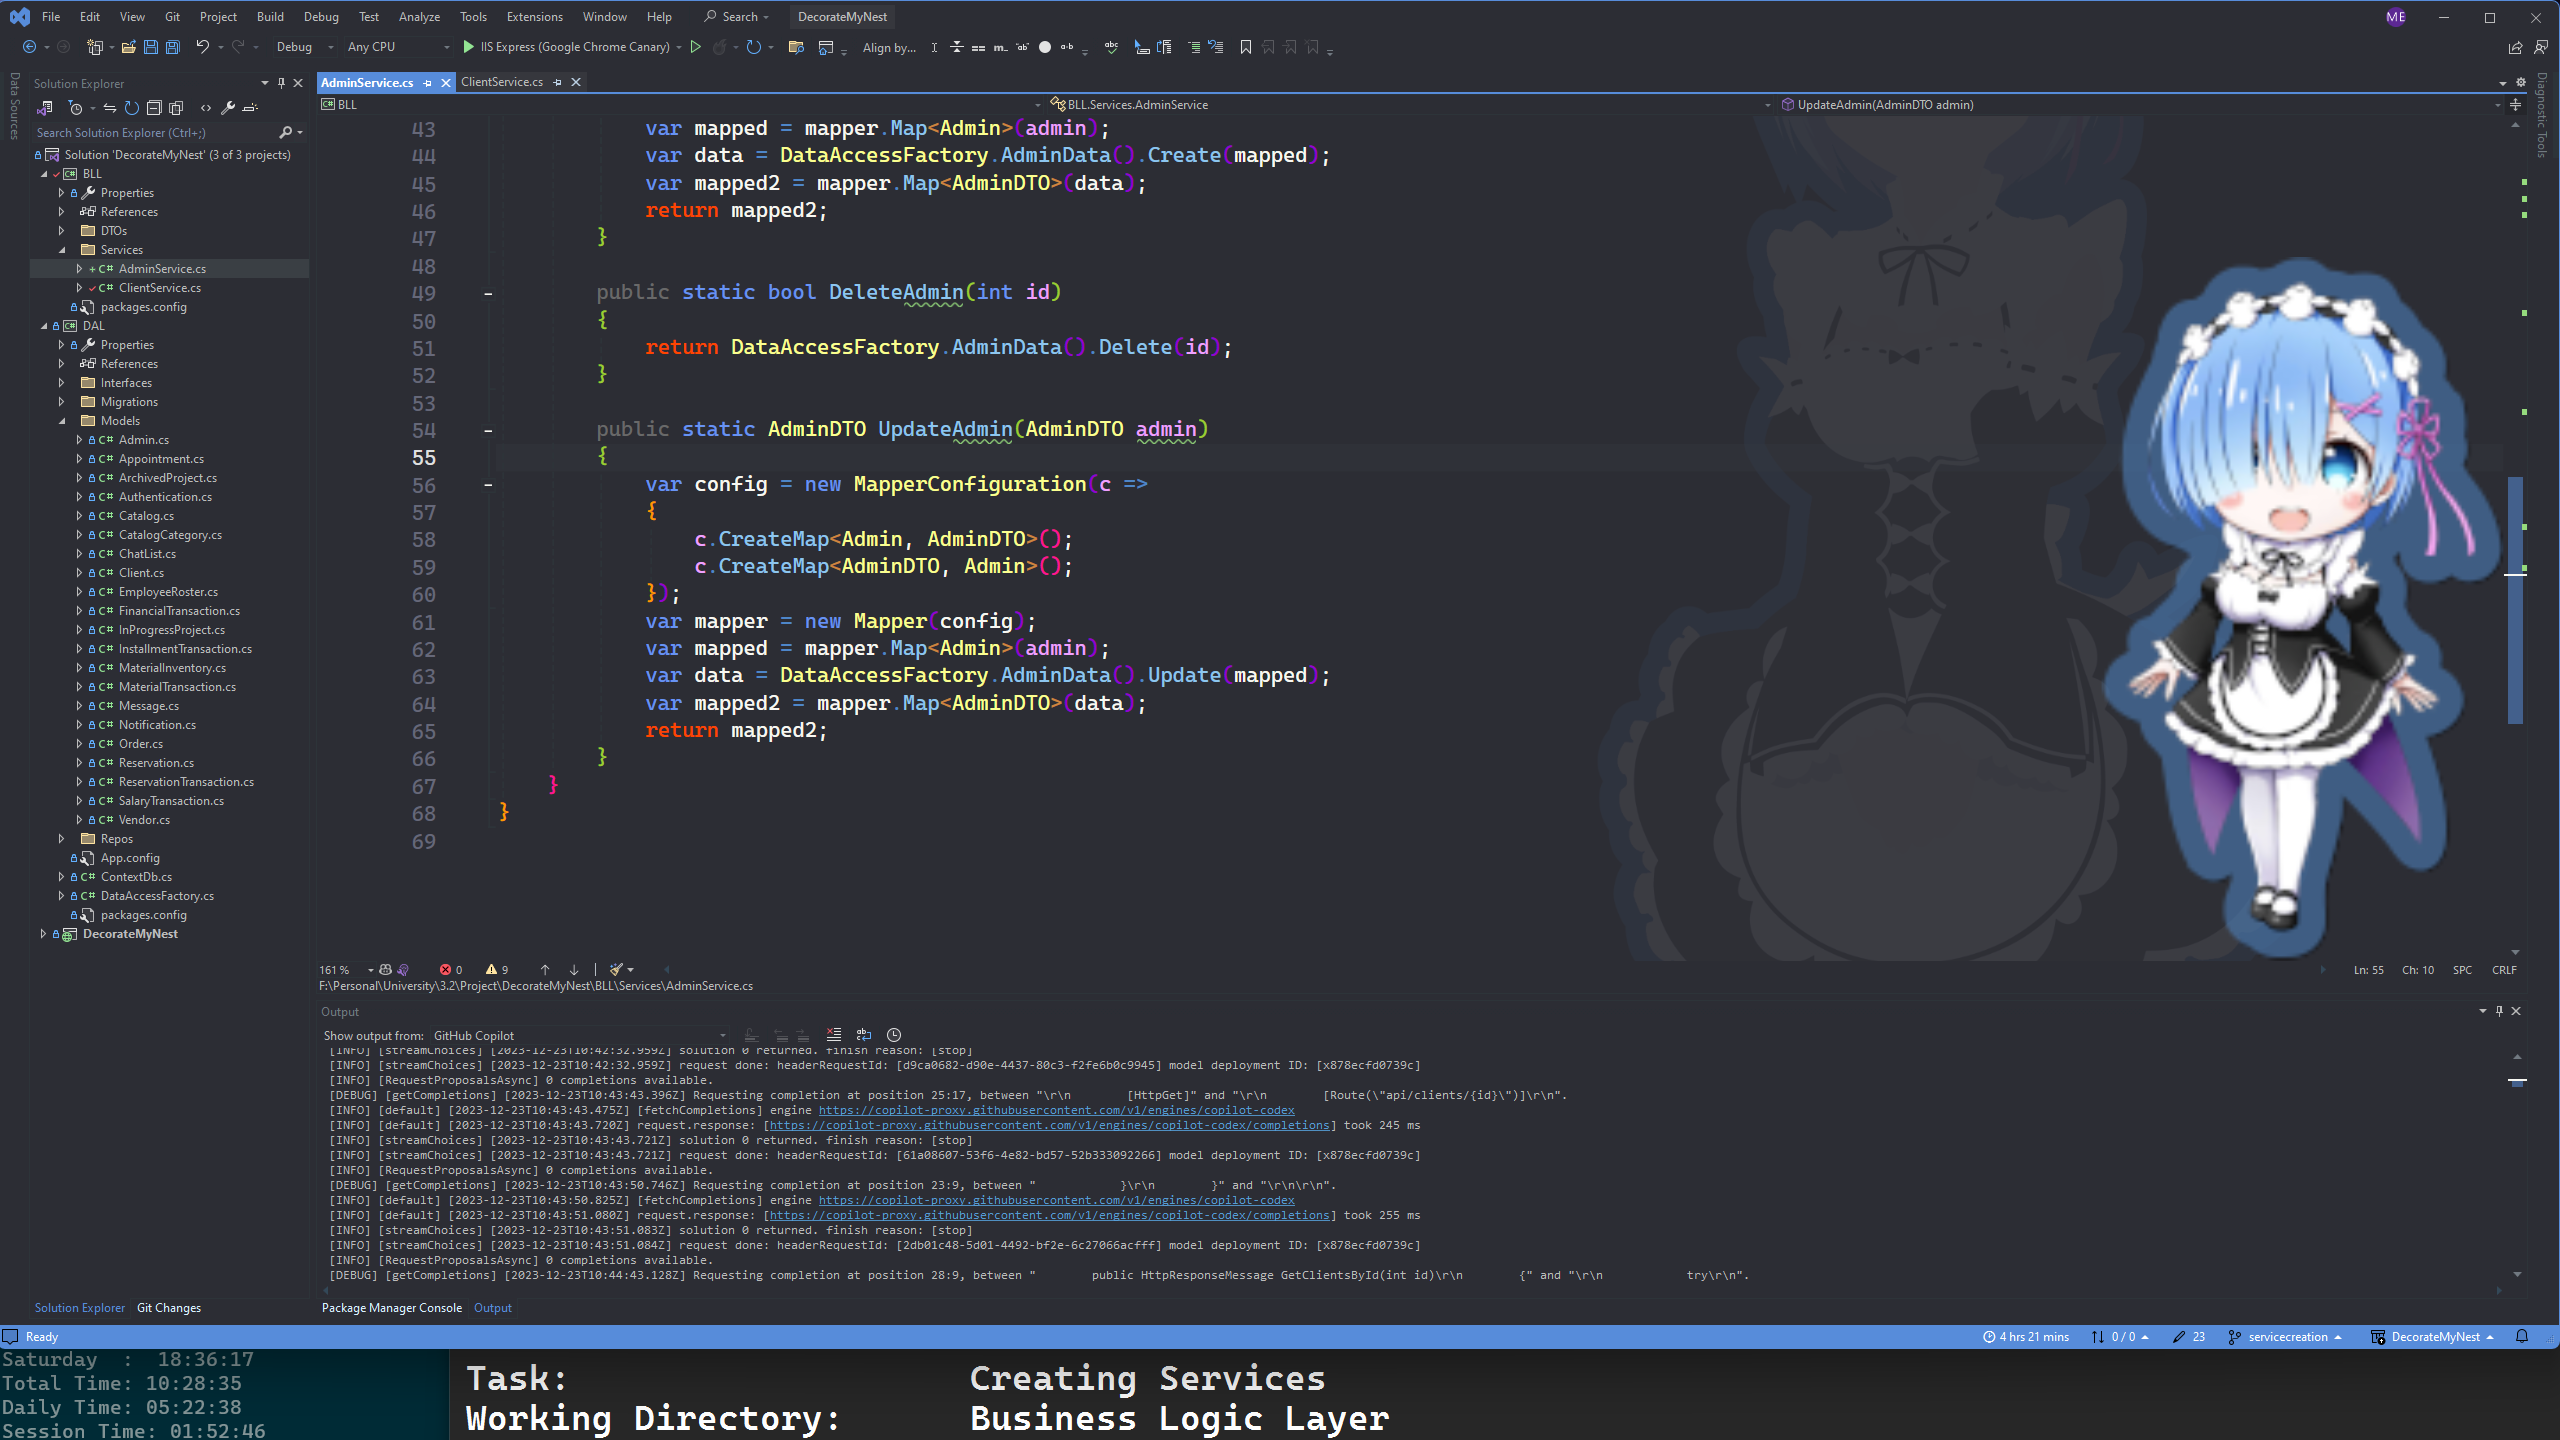 File Edit View Git Project Build Debug Test Analyze Tools Extensions Window Help Search DecorateMyNest ME
Debug Any CPU IIS Express (Google Chrome Canary) Align by...
Data Sources
Solution Explorer
Search Solution Explorer (Ctrl+;)
Solution 'DecorateMyNest' (3 of 3 projects)
BLL
Properties
References
DTOs
Services
AdminService.cs
ClientService.cs
packages.config
DAL
Properties
References
Interfaces
Migrations
Models
Admin.cs
Appointment.cs
ArchivedProject.cs
Authentication.cs
Catalog.cs
CatalogCategory.cs
ChatList.cs
Client.cs
EmployeeRoster.cs
FinancialTransaction.cs
InProgressProject.cs
InstallmentTransaction.cs
MaterialInventory.cs
MaterialTransaction.cs
Message.cs
Notification.cs
Order.cs
Reservation.cs
ReservationTransaction.cs
SalaryTransaction.cs
Vendor.cs
Repos
App.config
ContextDb.cs
DataAccessFactory.cs
packages.config
DecorateMyNest
Solution Explorer Git Changes
AdminService.cs ClientService.cs
BLL BLL.Services.AdminService UpdateAdmin(AdminDTO admin)
Diagnostic Tools
43 var mapped = mapper.Map<Admin>(admin);
44 var data = DataAccessFactory.AdminData().Create(mapped);
45 var mapped2 = mapper.Map<AdminDTO>(data);
46 return mapped2;
47 }
48
49 public static bool DeleteAdmin(int id)
50 {
51 return DataAccessFactory.AdminData().Delete(id);
52 }
53
54 public static AdminDTO UpdateAdmin(AdminDTO admin)
55 {
56 var config = new MapperConfiguration(c =>
57 {
58 c.CreateMap<Admin, AdminDTO>();
59 c.CreateMap<AdminDTO, Admin>();
60 });
61 var mapper = new Mapper(config);
62 var mapped = mapper.Map<Admin>(admin);
63 var data = DataAccessFactory.AdminData().Update(mapped);
64 var mapped2 = mapper.Map<AdminDTO>(data);
65 return mapped2;
66 }
67 }
68 }
69
161 % 0 9 Ln: 55 Ch: 10 SPC CRLF
F:\Personal\University\3.2\Project\DecorateMyNest\BLL\Services\AdminService.cs
Output
Show output from: GitHub Copilot
[INFO] [streamChoices] [2023-12-23T10:42:32.959Z] solution 0 returned. finish reason: [stop]
[INFO] [streamChoices] [2023-12-23T10:42:32.959Z] request done: headerRequestId: [d9ca0682-d90e-4437-80c3-f2fe6b0c9945] model deployment ID: [x878ecfd0739c]
[INFO] [RequestProposalsAsync] 0 completions available.
[DEBUG] [getCompletions] [2023-12-23T10:43:43.396Z] Requesting completion at position 25:17, between "\r\n [HttpGet]" and "\r\n [Route(\"api/clients/{id}\")]\r\n".
[INFO] [default] [2023-12-23T10:43:43.475Z] [fetchCompletions] engine https://copilot-proxy.githubusercontent.com/v1/engines/copilot-codex
[INFO] [default] [2023-12-23T10:43:43.720Z] request.response: [https://copilot-proxy.githubusercontent.com/v1/engines/copilot-codex/completions] took 245 ms
[INFO] [streamChoices] [2023-12-23T10:43:43.721Z] solution 0 returned. finish reason: [stop]
[INFO] [streamChoices] [2023-12-23T10:43:43.721Z] request done: headerRequestId: [61a08607-53f6-4e82-bd57-52b333092266] model deployment ID: [x878ecfd0739c]
[INFO] [RequestProposalsAsync] 0 completions available.
[DEBUG] [getCompletions] [2023-12-23T10:43:50.746Z] Requesting completion at position 23:9, between " }\r\n }" and "\r\n\r\n".
[INFO] [default] [2023-12-23T10:43:50.825Z] [fetchCompletions] engine https://copilot-proxy.githubusercontent.com/v1/engines/copilot-codex
[INFO] [default] [2023-12-23T10:43:51.080Z] request.response: [https://copilot-proxy.githubusercontent.com/v1/engines/copilot-codex/completions] took 255 ms
[INFO] [streamChoices] [2023-12-23T10:43:51.083Z] solution 0 returned. finish reason: [stop]
[INFO] [streamChoices] [2023-12-23T10:43:51.084Z] request done: headerRequestId: [2db01c48-5d01-4492-bf2e-6c27066acfff] model deployment ID: [x878ecfd0739c]
[INFO] [RequestProposalsAsync] 0 completions available.
[DEBUG] [getCompletions] [2023-12-23T10:44:43.128Z] Requesting completion at position 28:9, between " public HttpResponseMessage GetClientsById(int id)\r\n {" and "\r\n try\r\n".
Package Manager Console Output
Ready 4 hrs 21 mins 0 / 0 23 servicecreation DecorateMyNest
Saturday : 18:36:17
Total Time: 10:28:35
Daily Time: 05:22:38
Session Time: 01:52:46
Task: Creating Services
Working Directory: Business Logic Layer